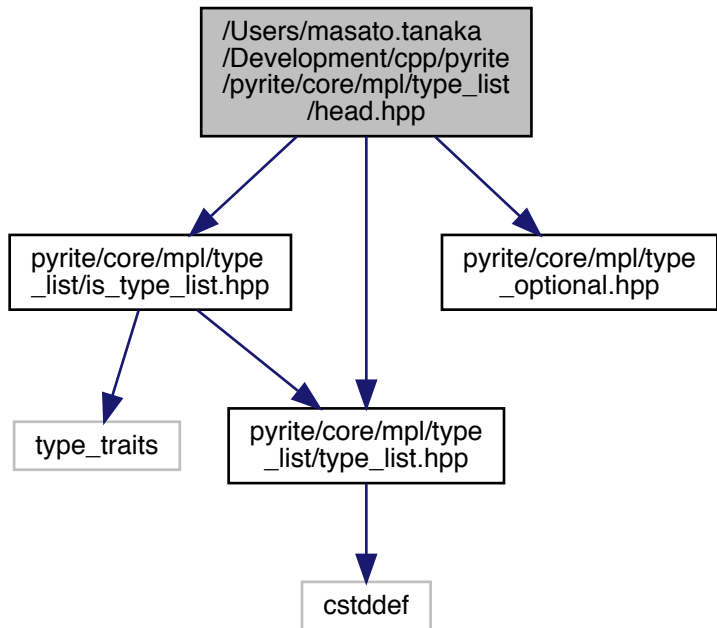 /Users/masato.tanaka
/Development/cpp/pyrite
/pyrite/core/mpl/type_list
/head.hpp
pyrite/core/mpl/type
_list/is_type_list.hpp
pyrite/core/mpl/type
_optional.hpp
type_traits
pyrite/core/mpl/type
_list/type_list.hpp
cstddef